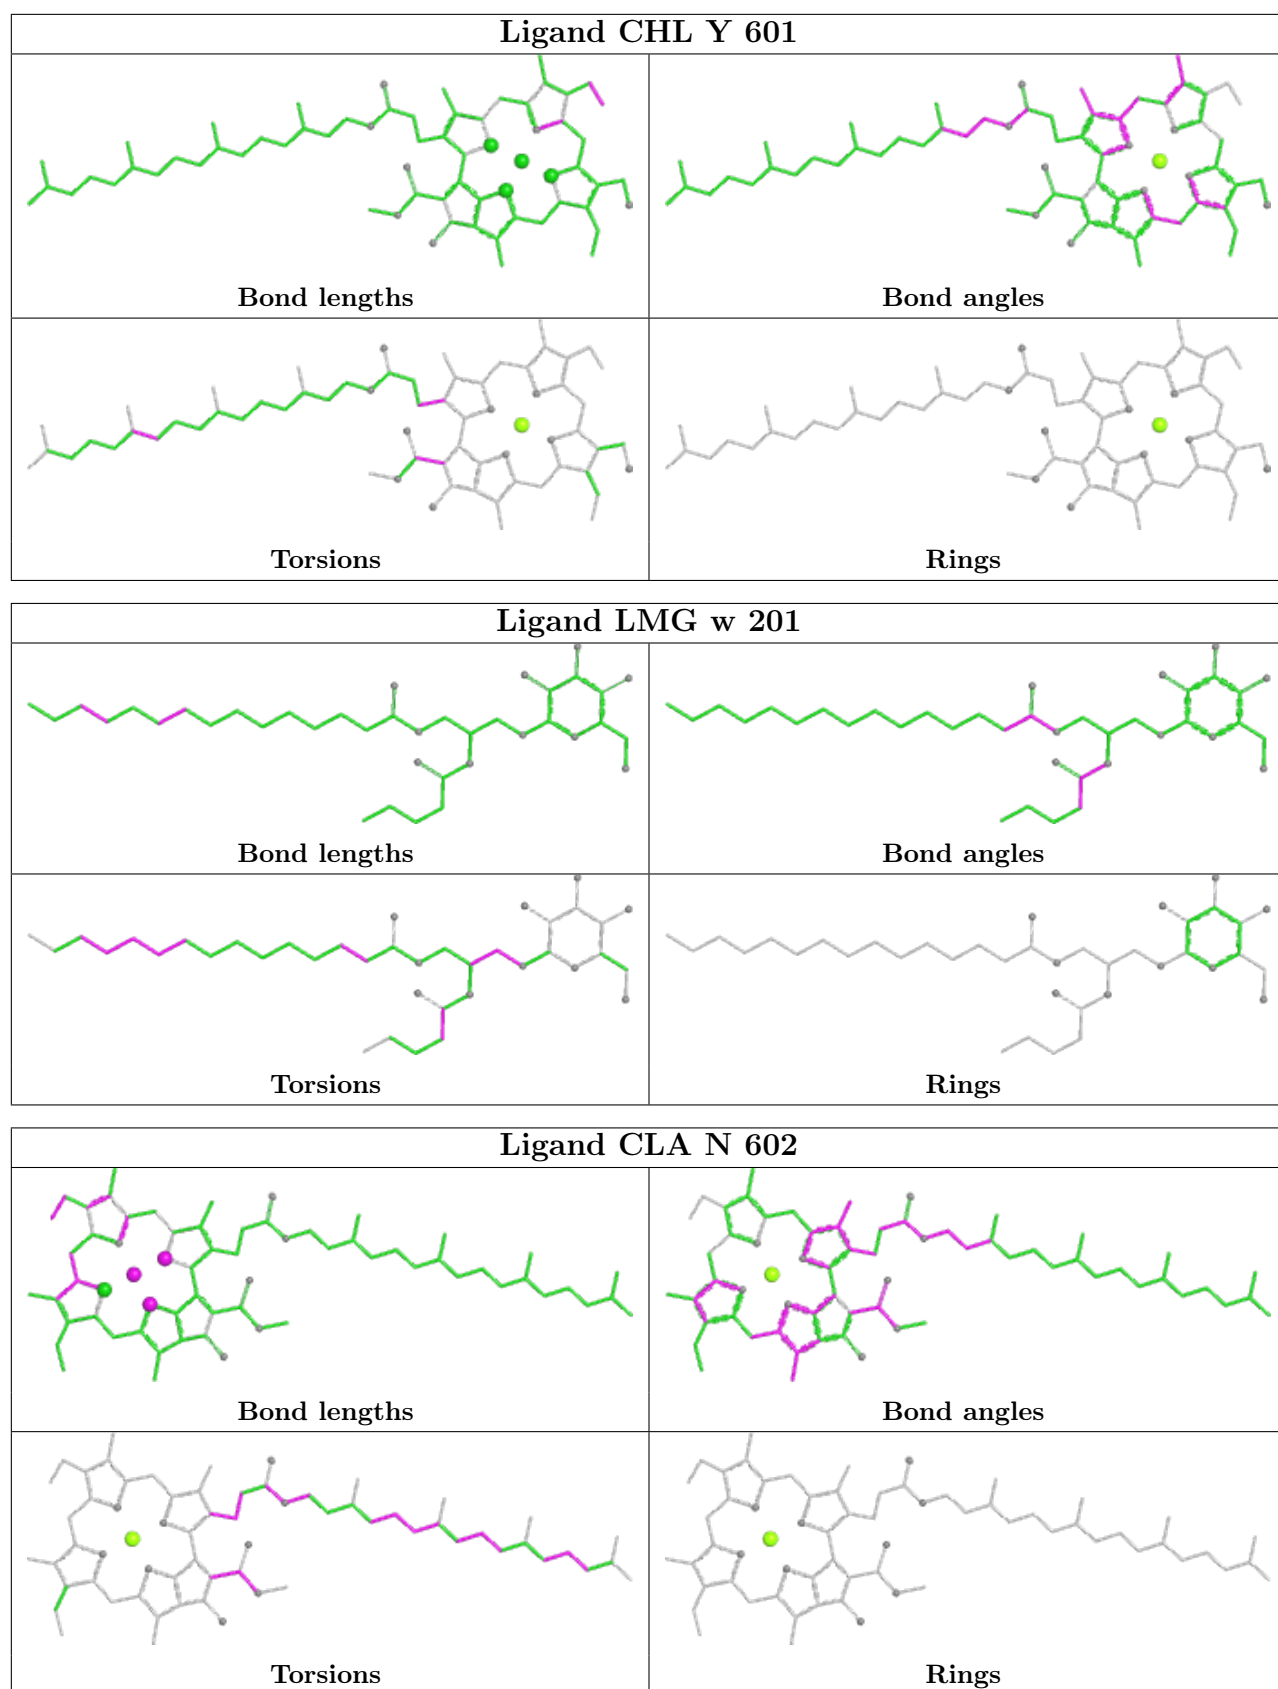 Ligand CHL Y 601
Bond lengths
Bond angles
Torsions
Rings
Ligand LMG w 201
Bond lengths
Bond angles
Torsions
Rings
Ligand CLA N 602
Bond lengths
Bond angles
Torsions
Rings